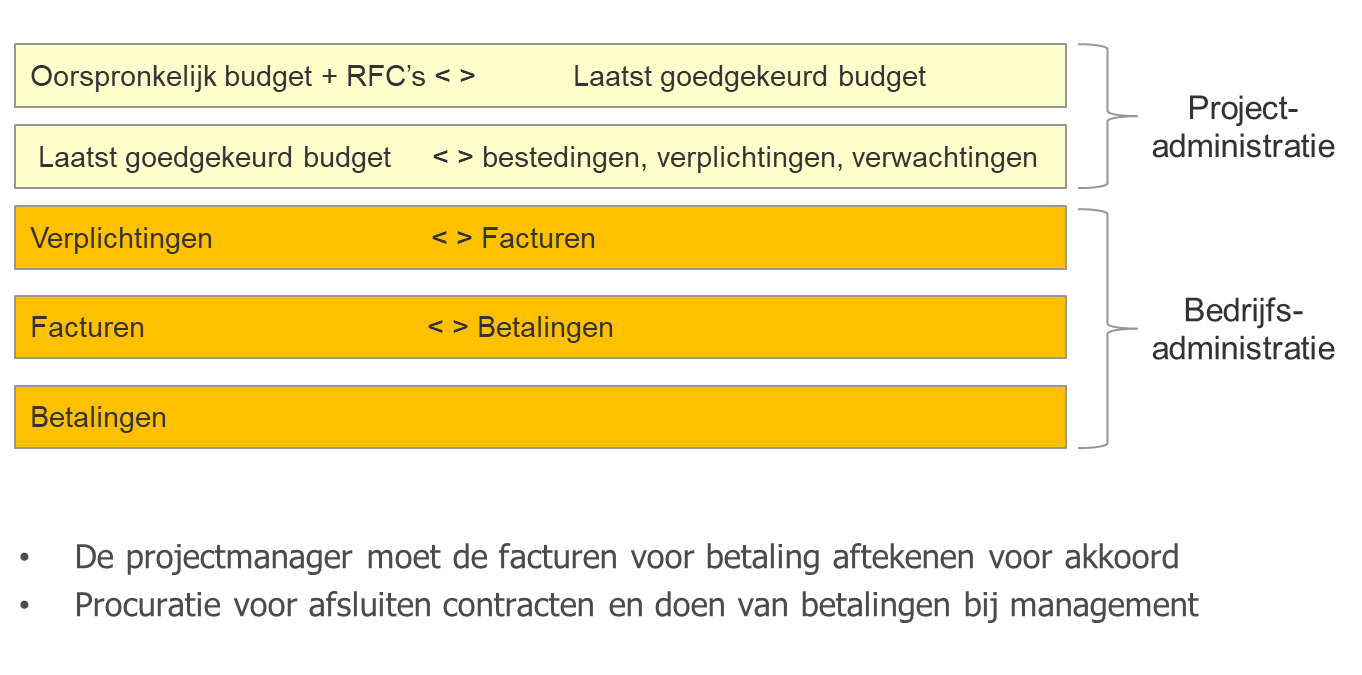 Oorspronkelijk budget + RFC’s < > Laatst goedgekeurd budget
Laatst goedgekeurd budget < > bestedingen, verplichtingen, verwachtingen
Project-
administratie
Verplichtingen < > Facturen
Facturen < > Betalingen
Betalingen
Bedrijfs-
administratie
• De projectmanager moet de facturen voor betaling aftekenen voor akkoord
• Procuratie voor afsluiten contracten en doen van betalingen bij management